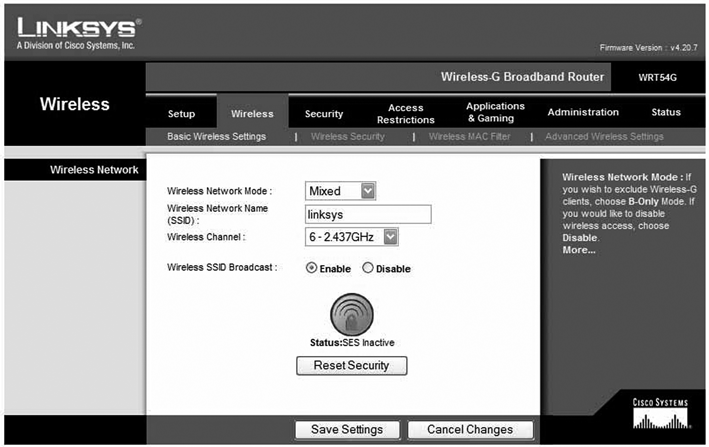 LINKSYS®
A Division of Cisco Systems, Inc.
Firmware Version : v4.20.7
Wireless-G Broadband Router WRT54G
Wireless
Setup Wireless Security Access Restrictions Applications & Gaming Administration Status
Basic Wireless Settings | Wireless Security | Wireless MAC Filter | Advanced Wireless Settings
Wireless Network
Wireless Network Mode : Mixed
Wireless Network Name
(SSID) : linksys
Wireless Channel : 6 - 2.437GHz
Wireless SSID Broadcast : Enable Disable
Status:SES Inactive
Reset Security
Wireless Network Mode : If
you wish to exclude Wireless-G
clients, choose B-Only Mode. If
you would like to disable
wireless access, choose
Disable.
More...
Save Settings Cancel Changes
CISCO SYSTEMS